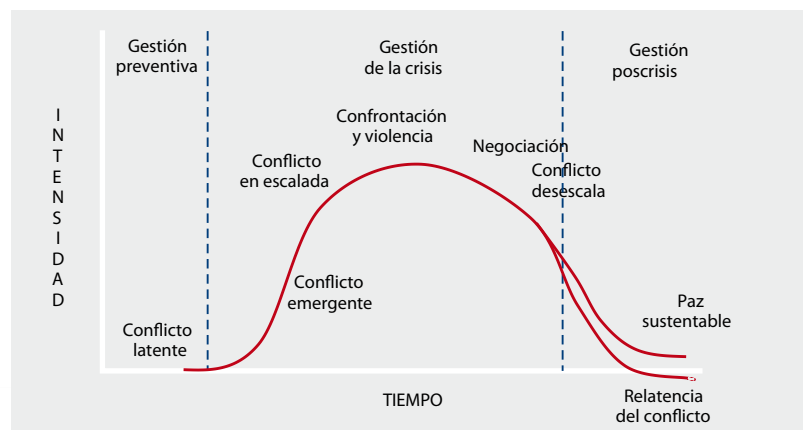 Gestión
preventiva
Gestión
de la crisis
Gestión
poscrisis
INTENSIDAD
Confrontación
y violencia
Negociación
Conflicto
en escalada
Conflicto
desescala
Conflicto
emergente
Conflicto
latente
Paz
sustentable
TIEMPO
Relatencia
del conflicto